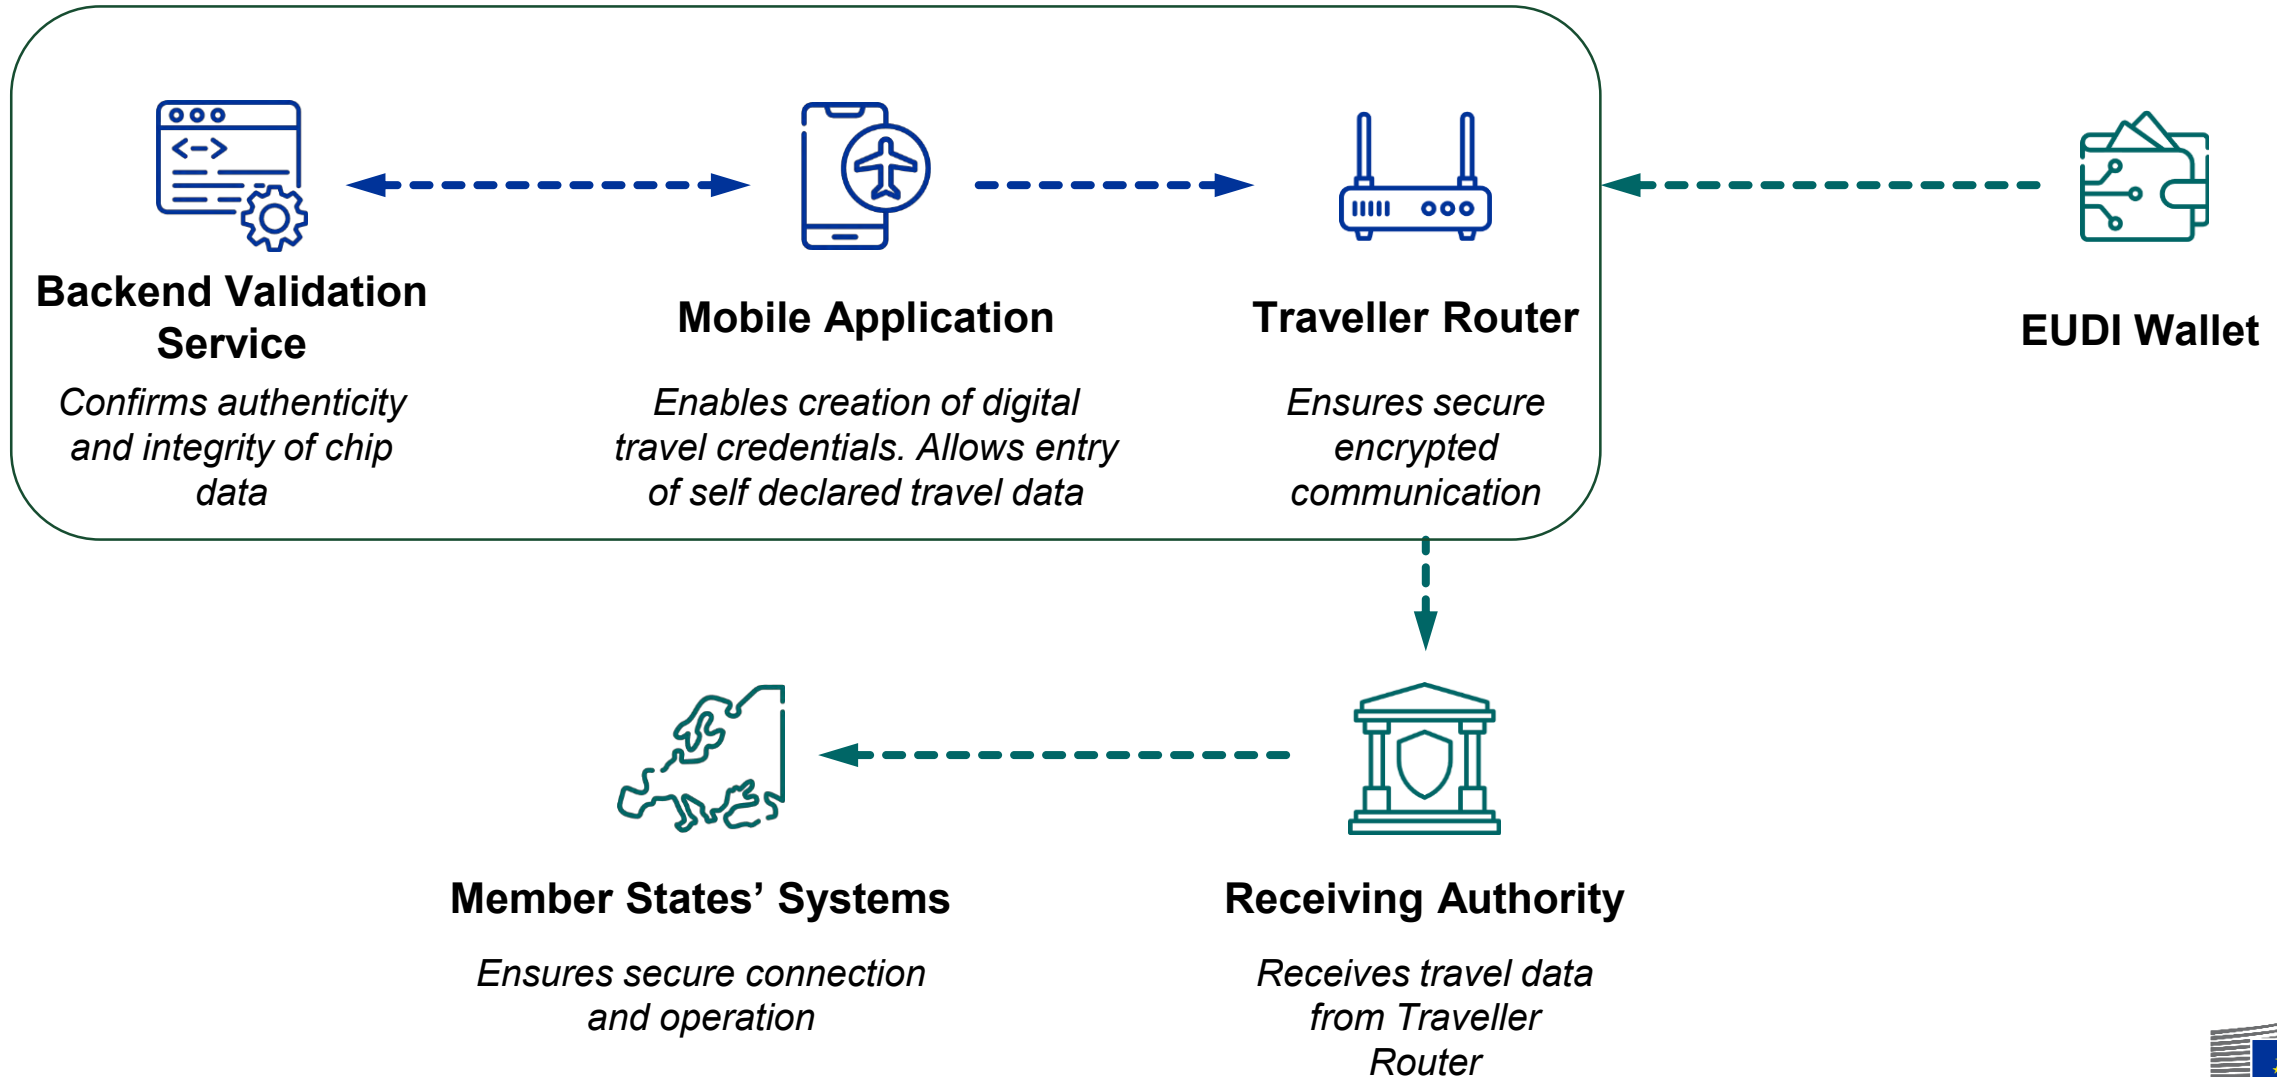 Backend Validation
Service
Confirms authenticity
and integrity of chip
data
Mobile Application
Enables creation of digital
travel credentials. Allows entry
of self declared travel data
Traveller Router
Ensures secure
encrypted
communication
EUDI Wallet
Member States’ Systems
Ensures secure connection
and operation
Receiving Authority
Receives travel data
from Traveller
Router